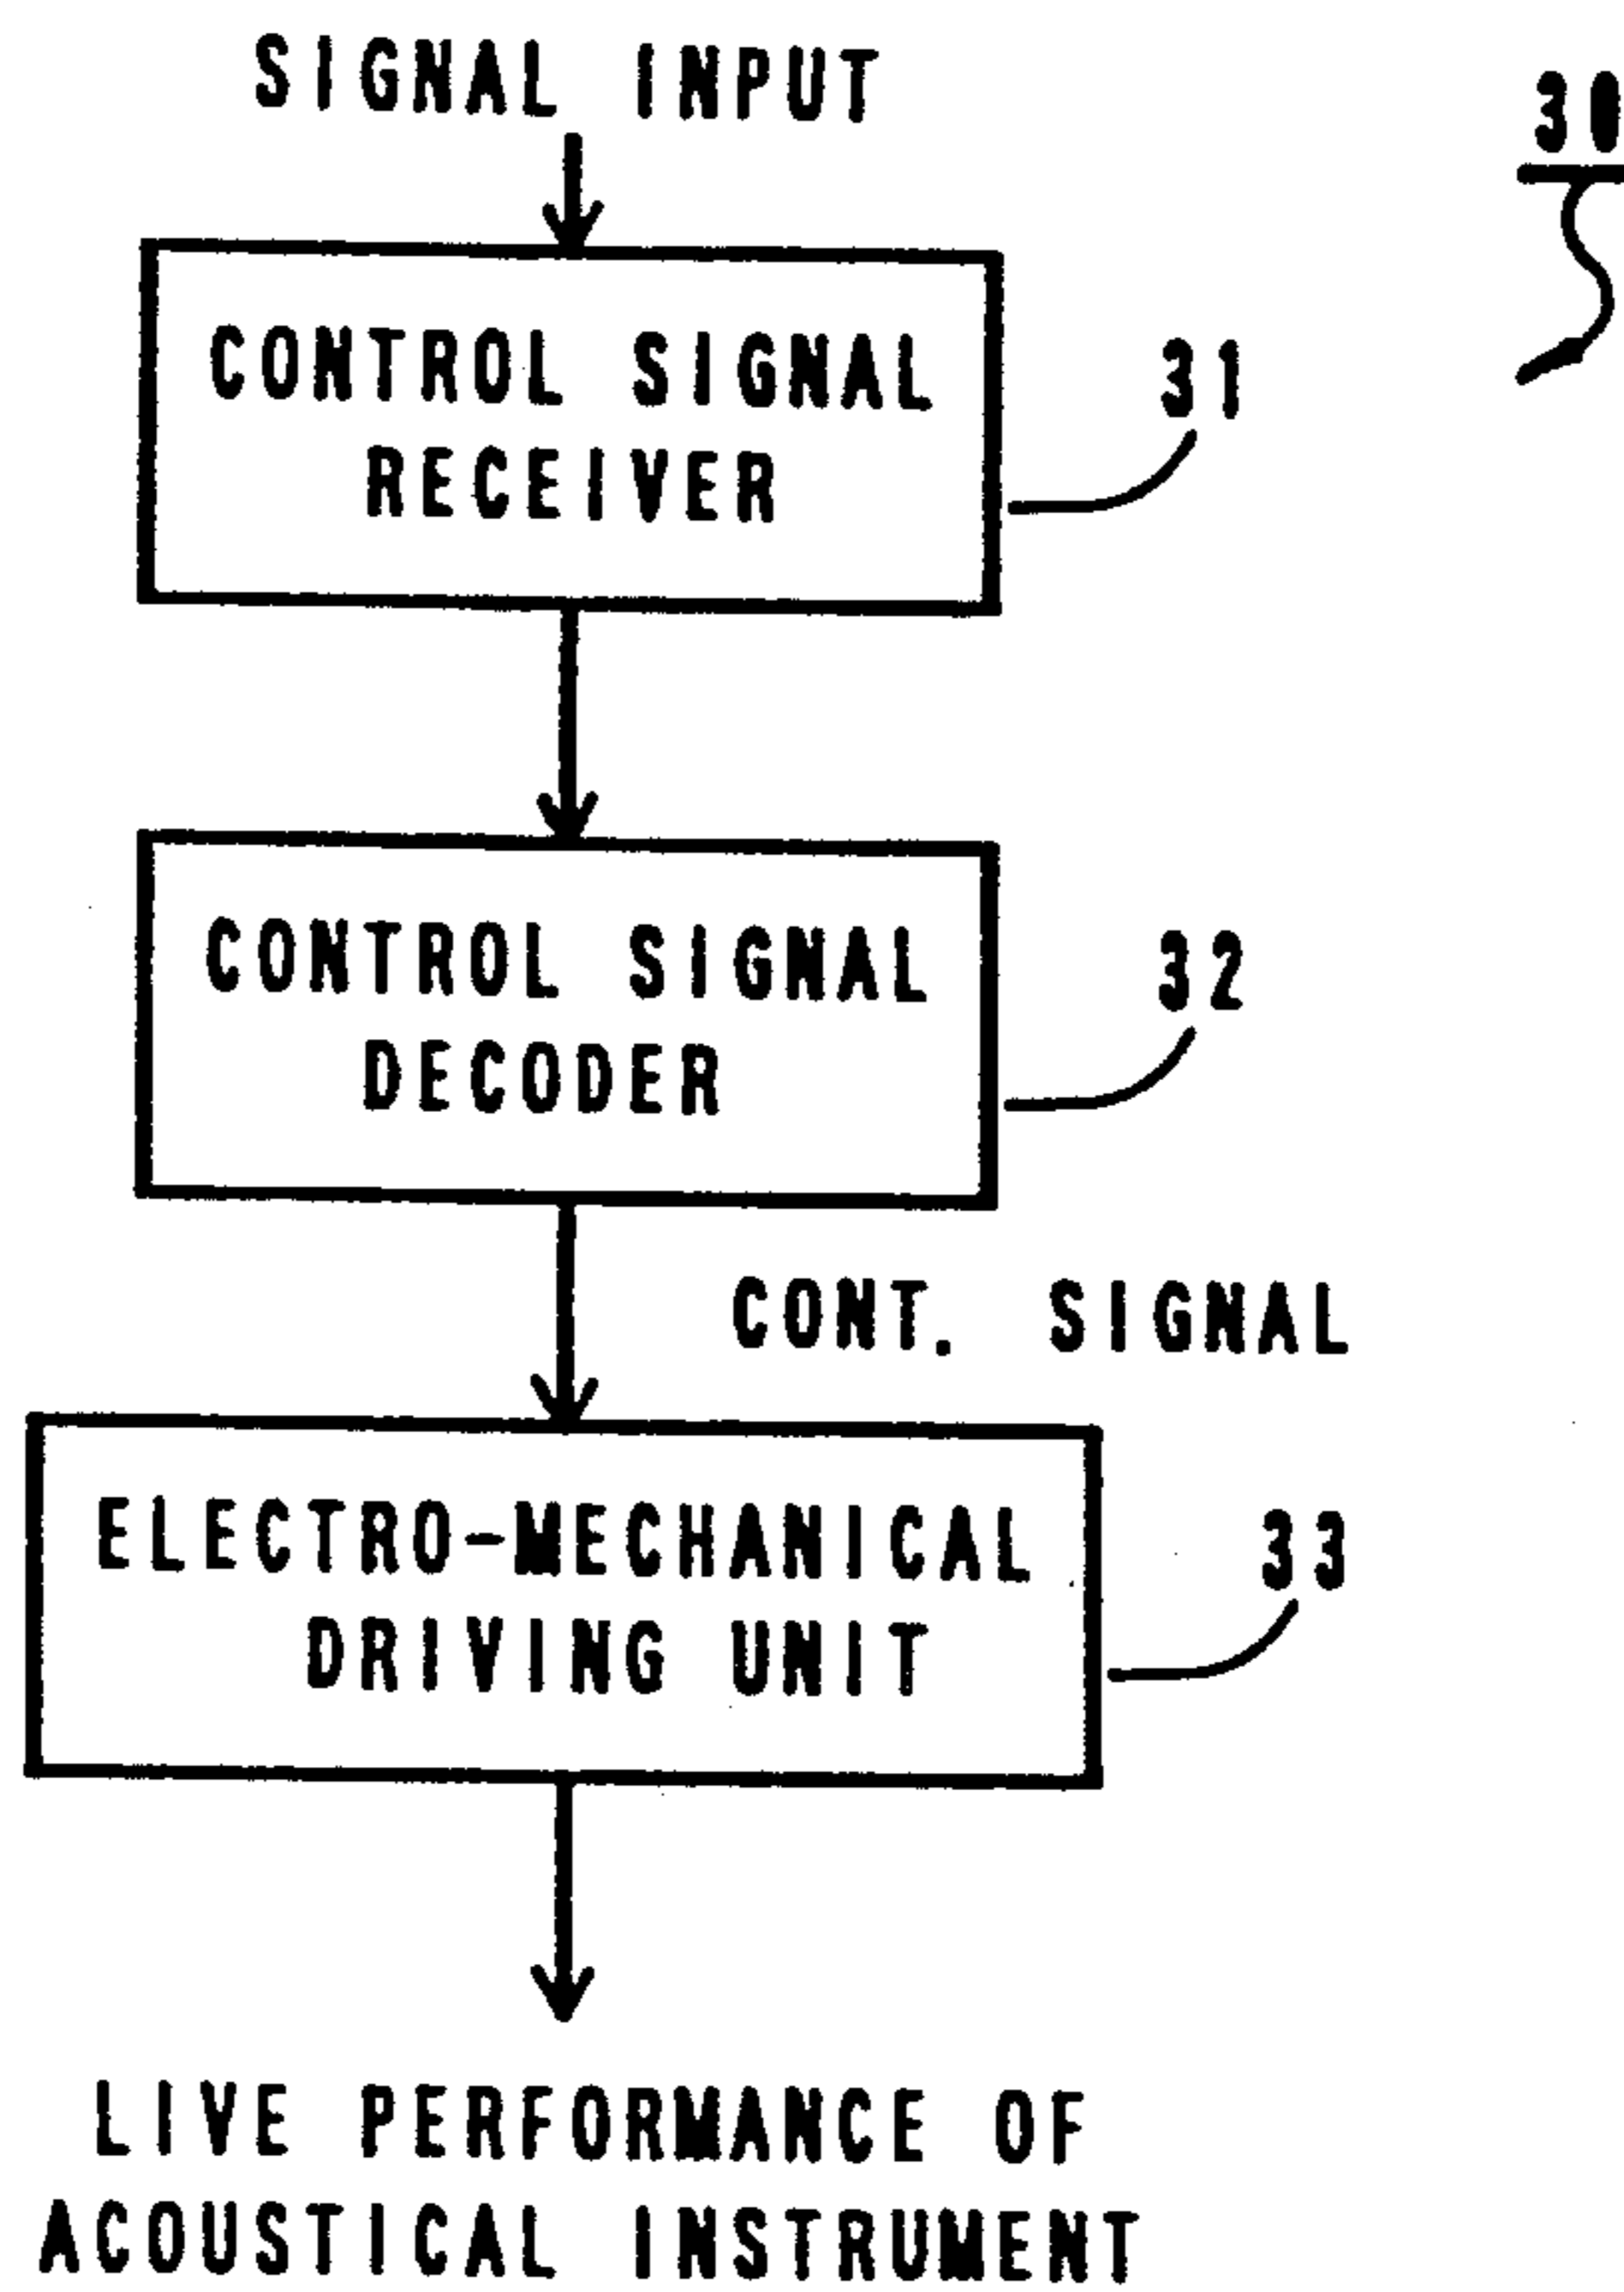 SIGNAL INPUT
30
CONTROL SIGNAL
RECEIVER
31
CONTROL SIGNAL
DECODER
32
CONT. SIGNAL
ELECTRO-MECHANICAL
DRIVING UNIT
33
LIVE PERFORMANCE OF
ACOUSTICAL INSTRUMENT